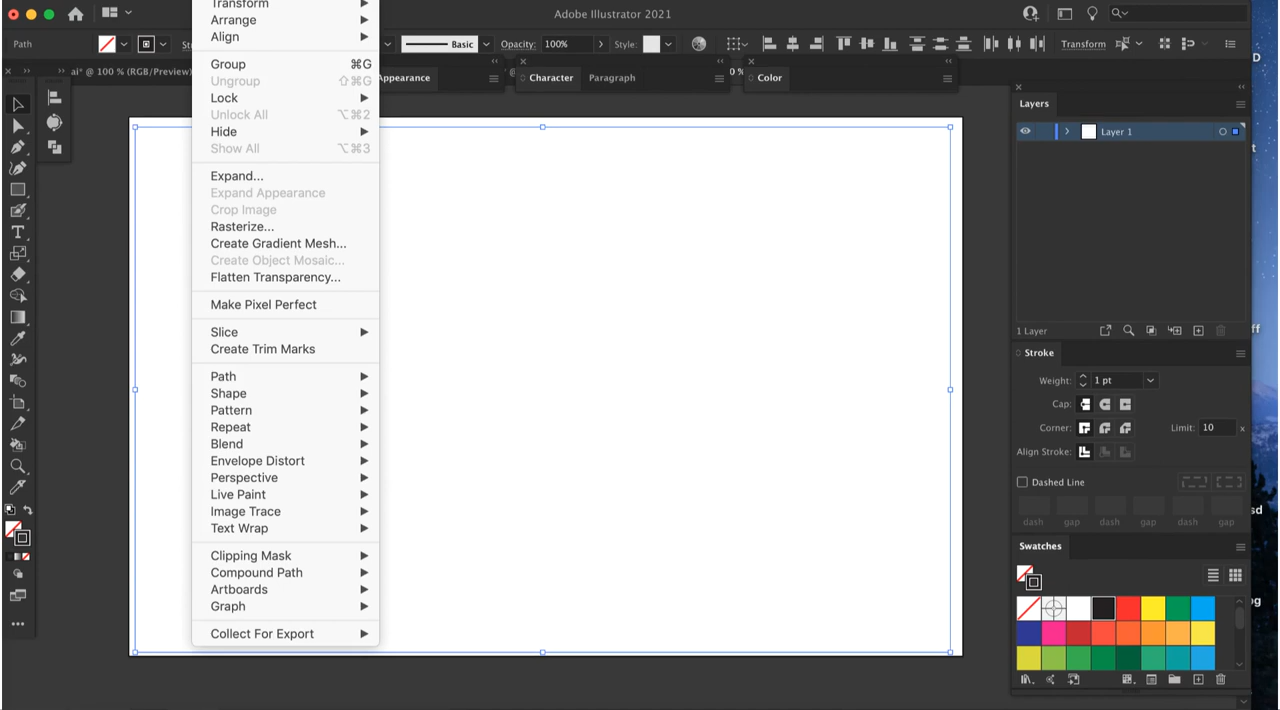 Transform
Adobe Illustrator 2021
Arrange
Path
Align
Basic
Opacity:
100%
Style:
Transform
ai* @ 100 % (RGB/Preview)
Appearance
Character
Paragraph
Color
Group ⌘G
Ungroup ⇧⌘G
Lock
Unlock All ⌥⌘2
Hide
Show All ⌥⌘3
Expand...
Expand Appearance
Crop Image
Rasterize...
Create Gradient Mesh...
Create Object Mosaic...
Flatten Transparency...
Make Pixel Perfect
Slice
Create Trim Marks
Path
Shape
Pattern
Repeat
Blend
Envelope Distort
Perspective
Live Paint
Image Trace
Text Wrap
Clipping Mask
Compound Path
Artboards
Graph
Collect For Export
Layers
Layer 1
1 Layer
Stroke
Weight: 1 pt
Cap:
Corner: Limit: 10 x
Align Stroke:
Dashed Line
dash gap dash gap dash gap
Swatches